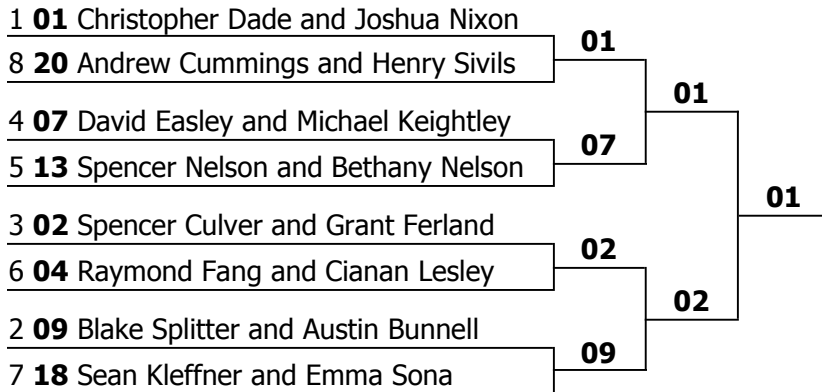 1 01 Christopher Dade and Joshua Nixon
01
8 20 Andrew Cummings and Henry Sivils
01
4 07 David Easley and Michael Keightley
07
5 13 Spencer Nelson and Bethany Nelson
01
3 02 Spencer Culver and Grant Ferland
02
6 04 Raymond Fang and Cianan Lesley
02
2 09 Blake Splitter and Austin Bunnell
09
7 18 Sean Kleffner and Emma Sona